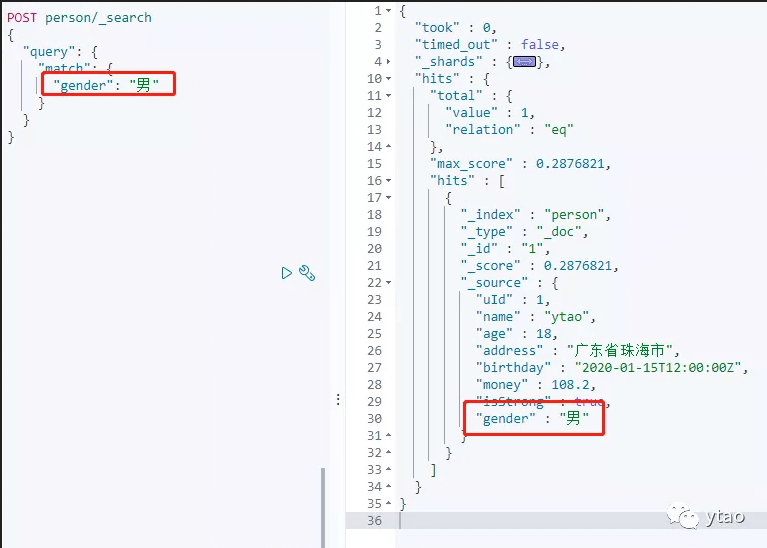 POST person/_search
{
"query": {
"match": {
"gender": "男"
}
}
}
1 {
2 "took" : 0,
3 "timed_out" : false,
4 "_shards" : {},
10 "hits" : {
11 "total" : {
12 "value" : 1,
13 "relation" : "eq"
14 },
15 "max_score" : 0.2876821,
16 "hits" : [
17 {
18 "_index" : "person",
19 "_type" : "_doc",
20 "_id" : "1",
21 "_score" : 0.2876821,
22 "_source" : {
23 "uId" : 1,
24 "name" : "ytao",
25 "age" : 18,
26 "address" : "广东省珠海市",
27 "birthday" : "2020-01-15T12:00:00Z",
28 "money" : 108.2,
29 "isStrong" : true,
30 "gender" : "男"
31 }
32 }
33 ]
34 }
35 }
36
ytao